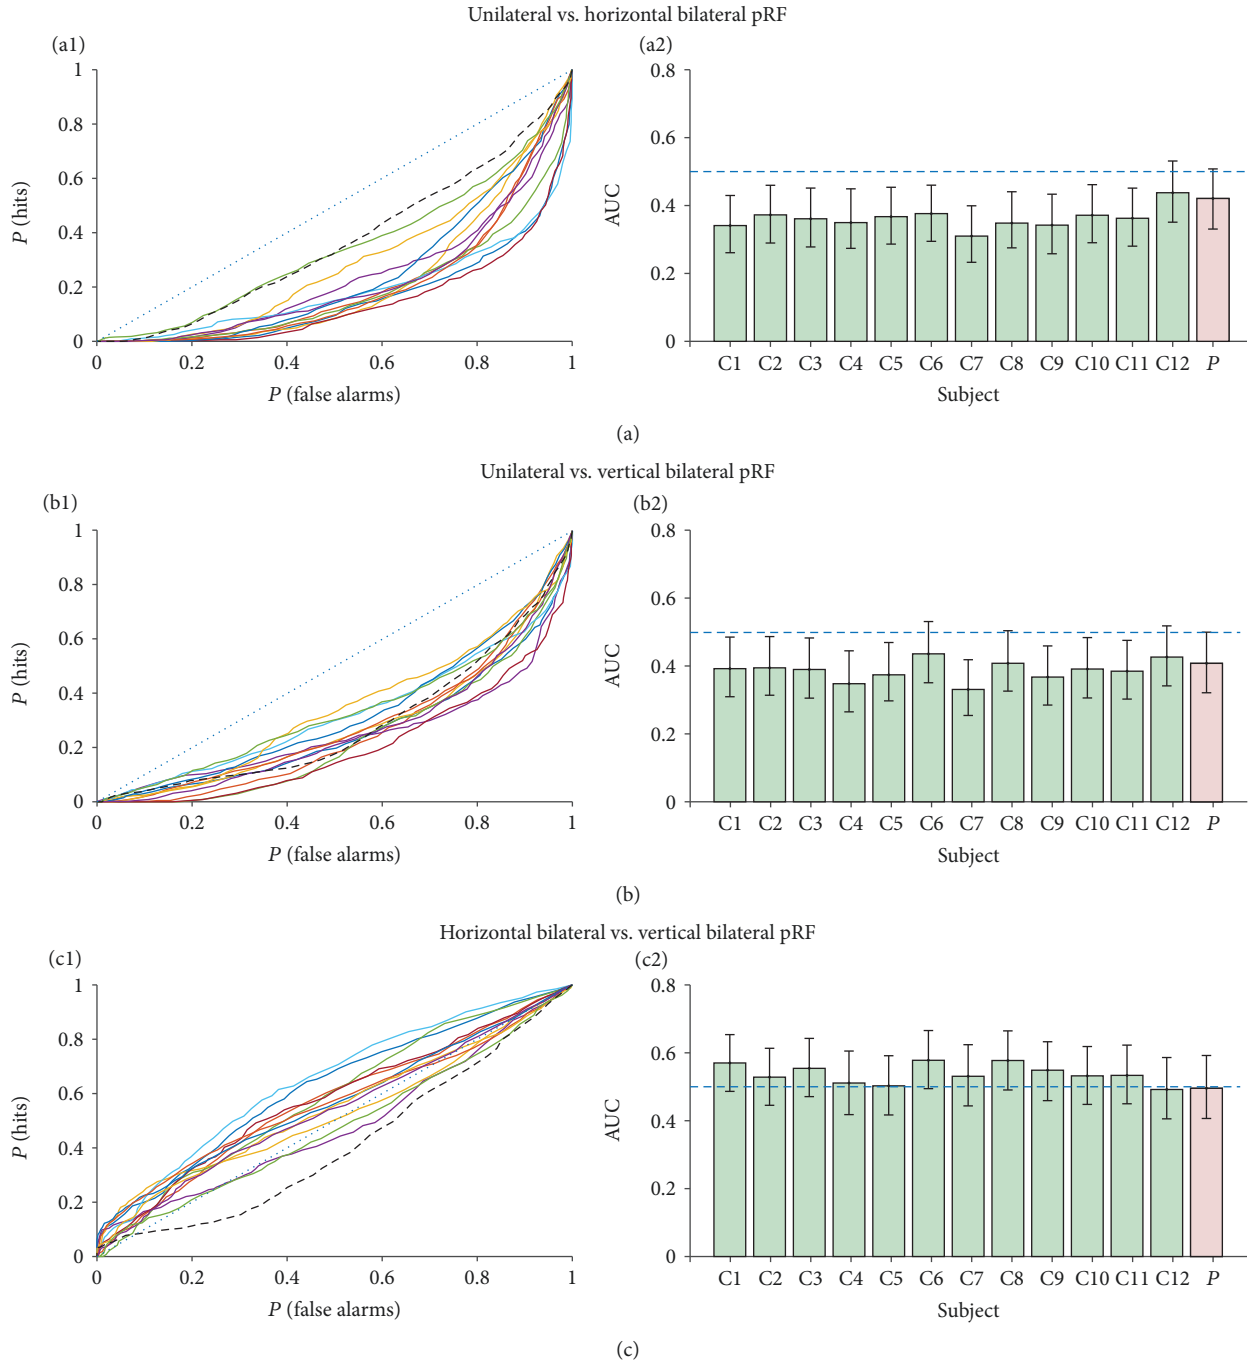 Unilateral vs. horizontal bilateral pRF
(a1)
1
0.8
0.6
0.4
0.2
0
P (hits)
0 0.2 0.4 0.6 0.8 1
P (false alarms)
(a2)
0.8
0.6
0.4
0.2
0
AUC
C1 C2 C3 C4 C5 C6 C7 C8 C9 C10 C11 C12 P
Subject
(a)
Unilateral vs. vertical bilateral pRF
(b1)
1
0.8
0.6
0.4
0.2
0
P (hits)
0 0.2 0.4 0.6 0.8 1
P (false alarms)
(b2)
0.8
0.6
0.4
0.2
0
AUC
C1 C2 C3 C4 C5 C6 C7 C8 C9 C10 C11 C12 P
Subject
(b)
Horizontal bilateral vs. vertical bilateral pRF
(c1)
1
0.8
0.6
0.4
0.2
0
P (hits)
0 0.2 0.4 0.6 0.8 1
P (false alarms)
(c2)
0.8
0.6
0.4
0.2
0
AUC
C1 C2 C3 C4 C5 C6 C7 C8 C9 C10 C11 C12 P
Subject
(c)